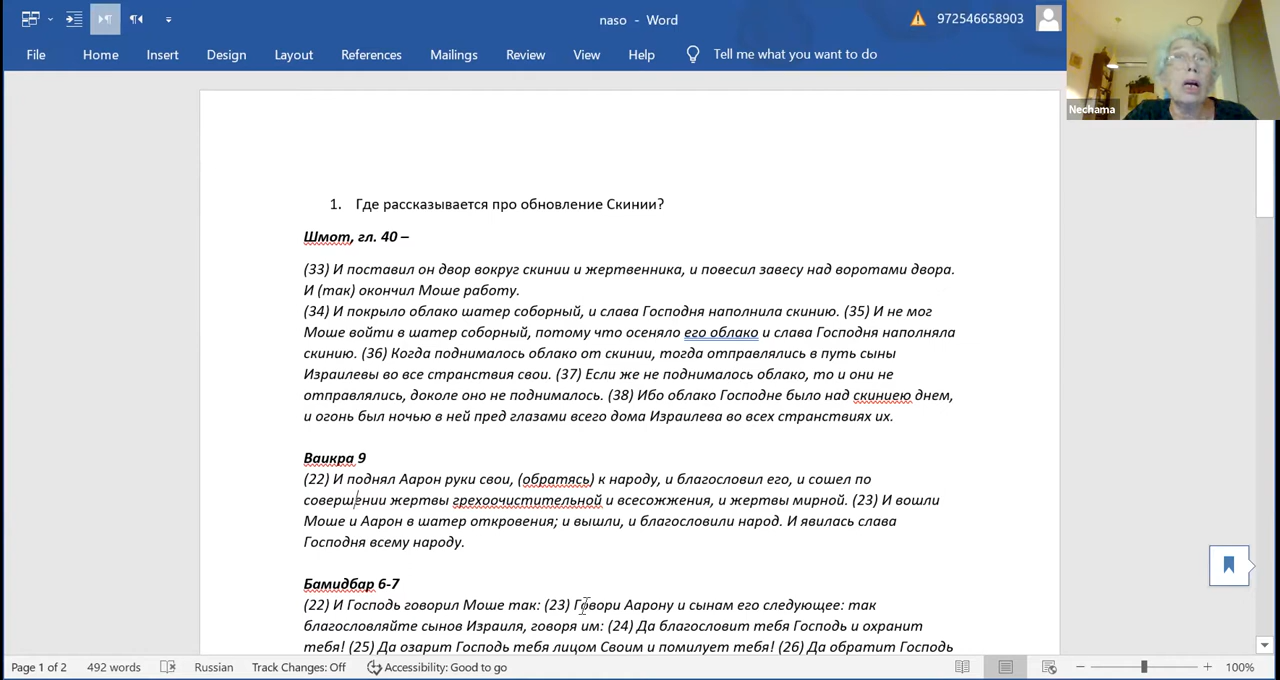 naso - Word
972546658903
File Home Insert Design Layout References Mailings Review View Help Tell me what you want to do
Nechama
1. Где рассказывается про обновление Скинии?
Шмот, гл. 40 –
(33) И поставил он двор вокруг скинии и жертвенника, и повесил завесу над воротами двора.
И (так) окончил Моше работу.
(34) И покрыло облако шатер соборный, и слава Господня наполнила скинию. (35) И не мог
Моше войти в шатер соборный, потому что осеняло его облако и слава Господня наполняла
скинию. (36) Когда поднималось облако от скинии, тогда отправлялись в путь сыны
Израилевы во все странствия свои. (37) Если же не поднималось облако, то и они не
отправлялись, доколе оно не поднималось. (38) Ибо облако Господне было над скиниею днем,
и огонь был ночью в ней пред глазами всего дома Израилева во всех странствиях их.
Ваикра 9
(22) И поднял Аарон руки свои, (обратясь) к народу, и благословил его, и сошел по
совершении жертвы грехоочистительной и всесожжения, и жертвы мирной. (23) И вошли
Моше и Аарон в шатер откровения; и вышли, и благословили народ. И явилась слава
Господня всему народу.
Бамидбар 6-7
(22) И Господь говорил Моше так: (23) Говори Аарону и сынам его следующее: так
благословляйте сынов Израиля, говоря им: (24) Да благословит тебя Господь и охранит
тебя! (25) Да озарит Господь тебя лицом Своим и помилует тебя! (26) Да обратит Господь
Page 1 of 2 492 words Russian Track Changes: Off Accessibility: Good to go 100%